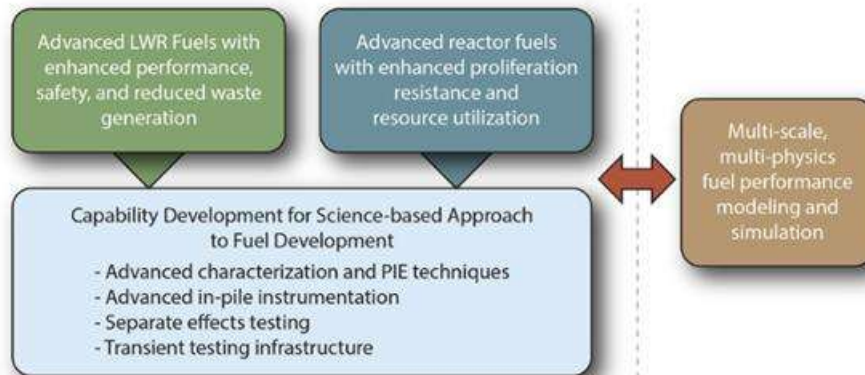 Advanced LWR Fuels with
enhanced performance,
safety, and reduced waste
generation
Advanced reactor fuels
with enhanced proliferation
resistance and
resource utilization
Multi-scale,
multi-physics
fuel performance
modeling and
simulation
Capability Development for Science-based Approach
to Fuel Development
- Advanced characterization and PIE techniques
- Advanced in-pile instrumentation
- Separate effects testing
- Transient testing infrastructure